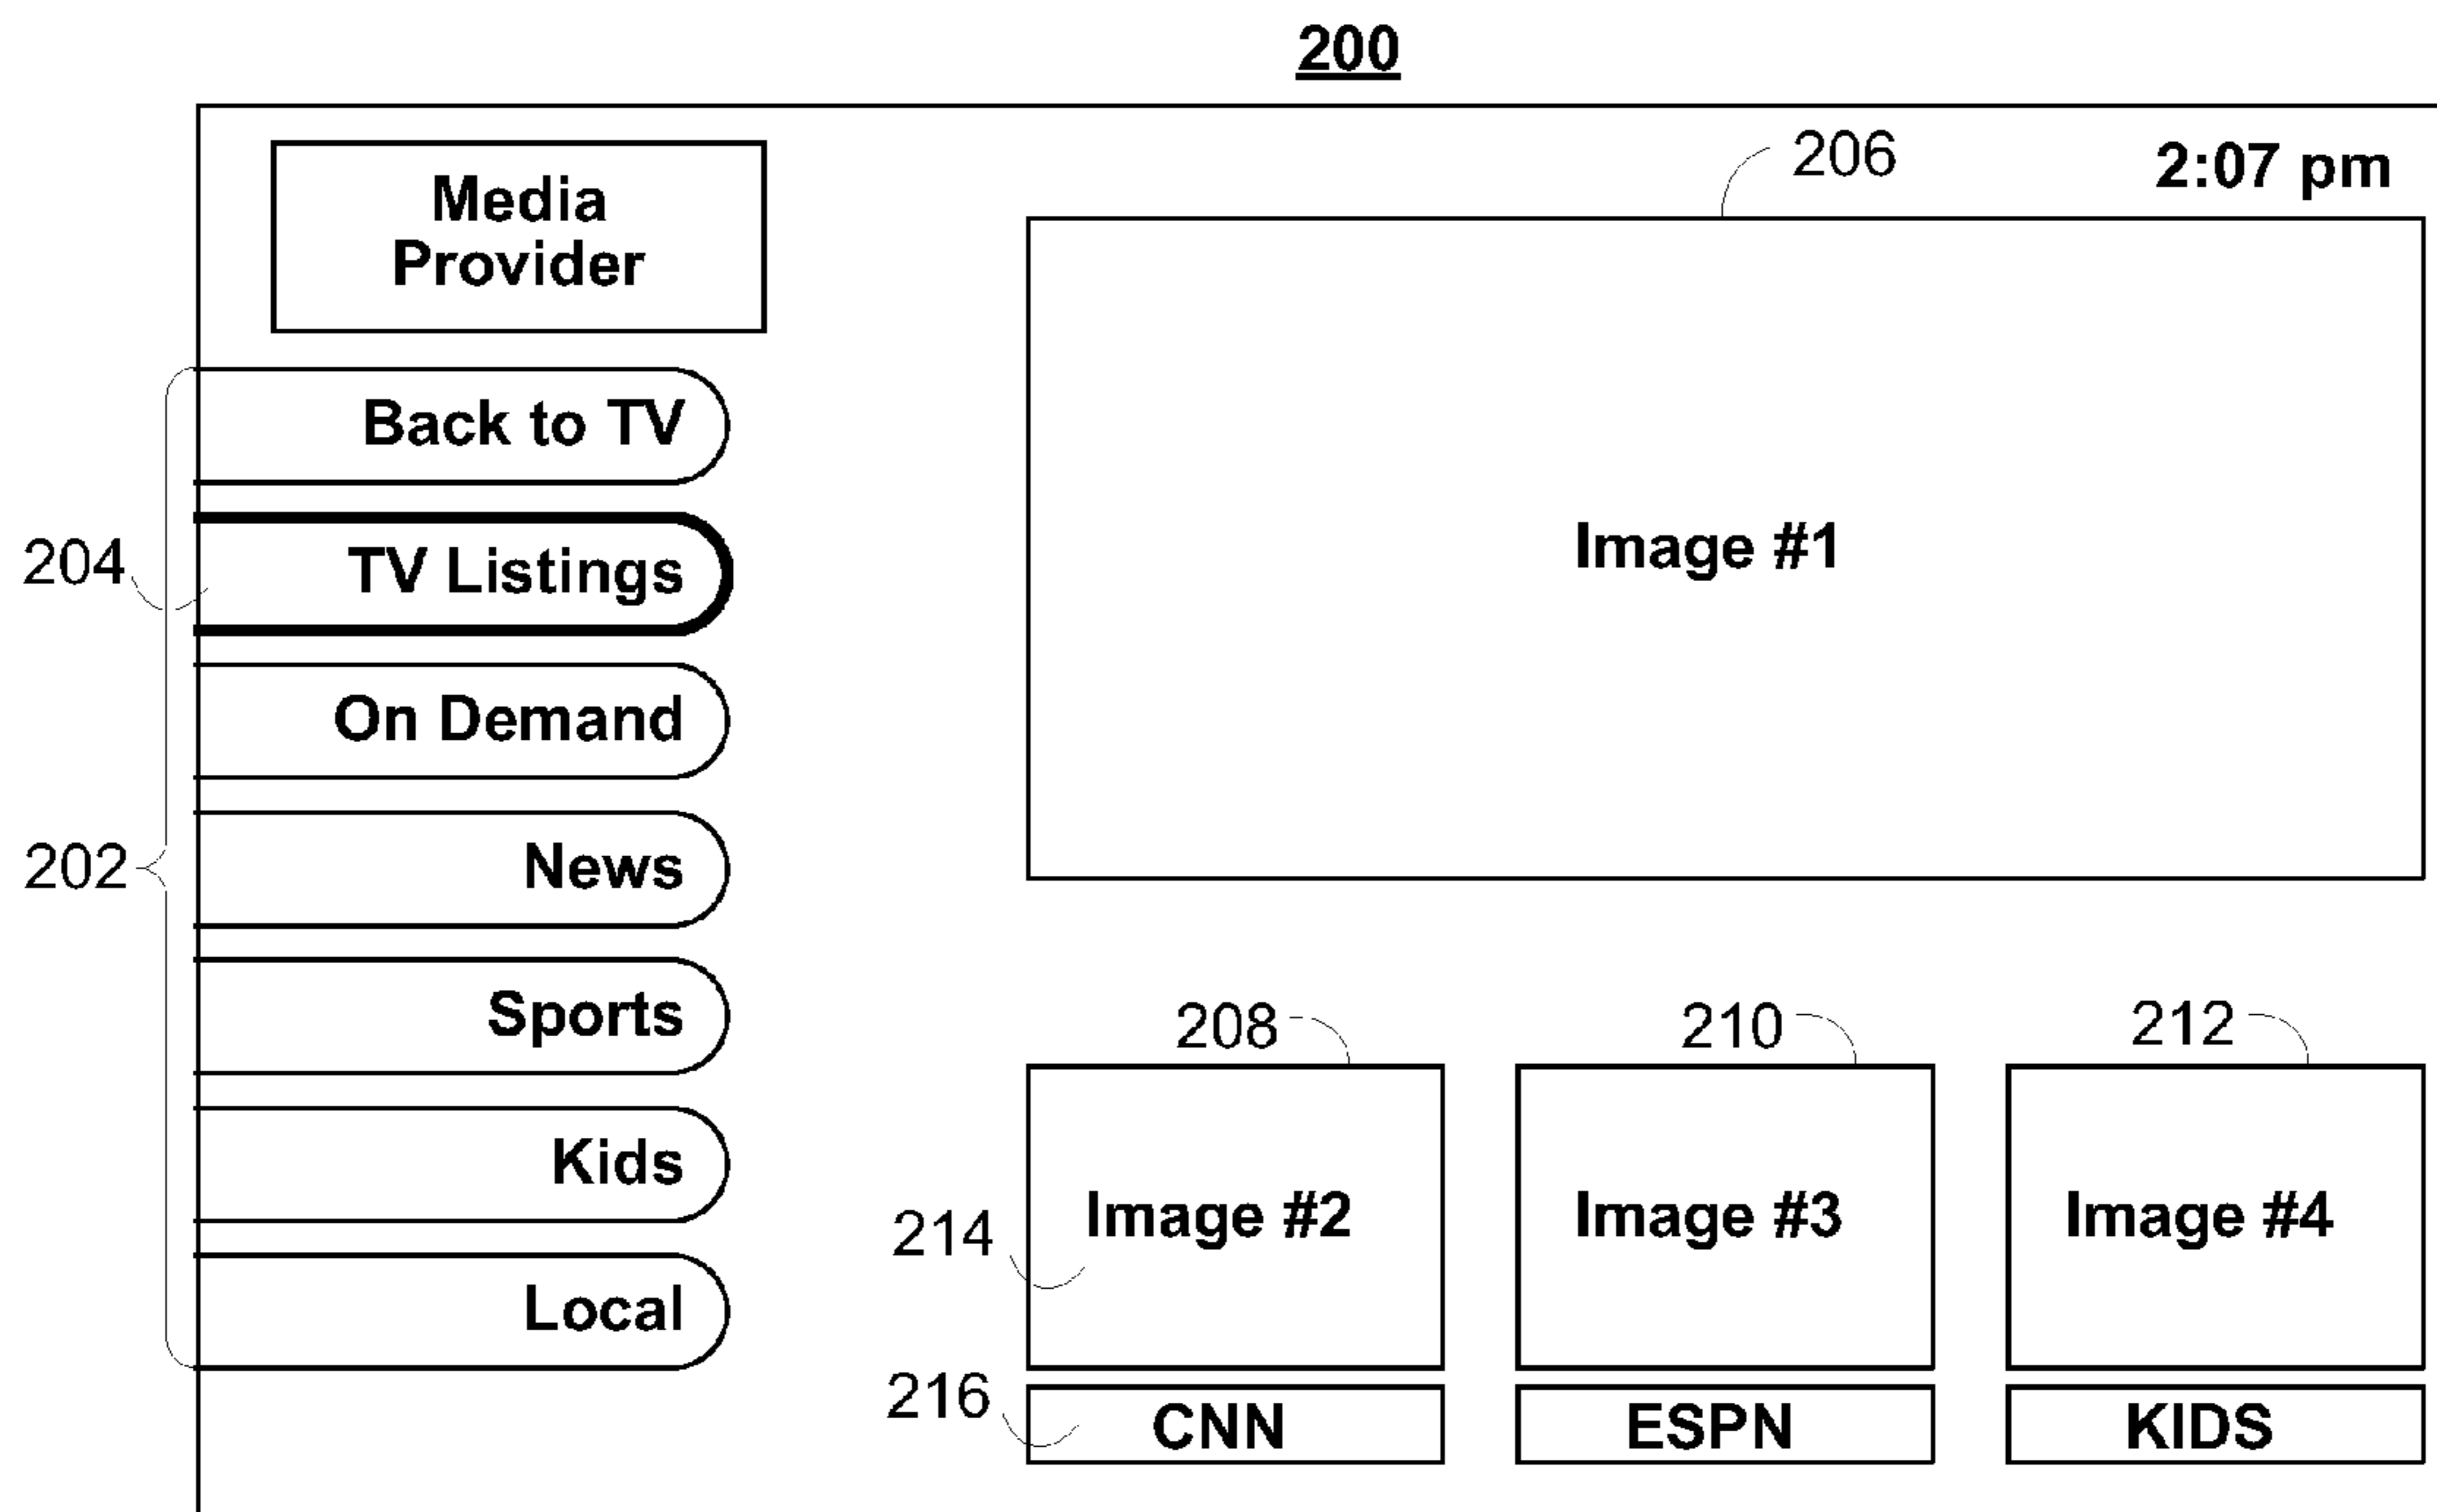 200
206
2:07 pm
Media
Provider
Back to TV
204
TV Listings
Image #1
On Demand
202
News
Sports
Kids
Local
208
210
212
214
Image #2
Image #3
Image #4
216
CNN
ESPN
KIDS